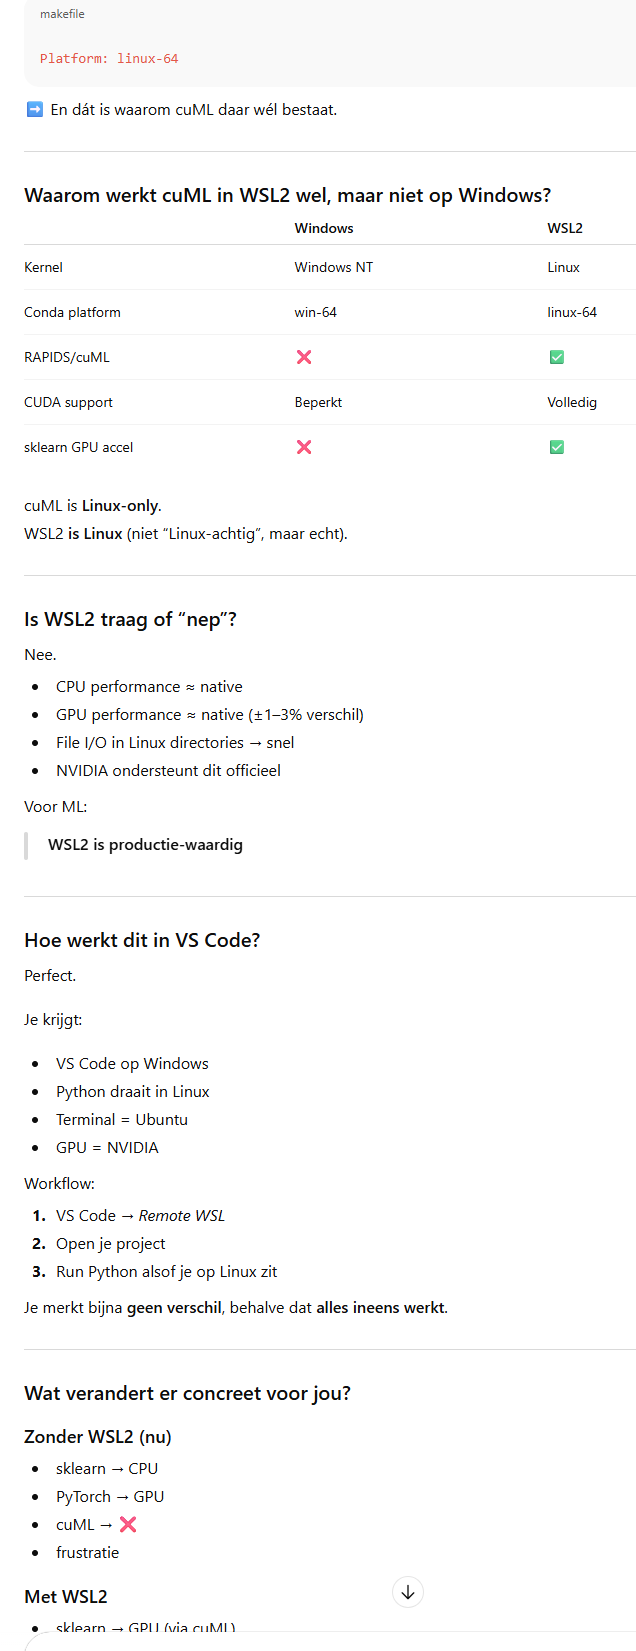 makefile
Platform: linux-64
➡️ En dát is waarom cuML daar wél bestaat.
Waarom werkt cuML in WSL2 wel, maar niet op Windows?
Windows WSL2
Kernel Windows NT Linux
Conda platform win-64 linux-64
RAPIDS/cuML ❌ ✅
CUDA support Beperkt Volledig
sklearn GPU accel ❌ ✅
cuML is Linux-only.
WSL2 is Linux (niet “Linux-achtig”, maar echt).
Is WSL2 traag of “nep”?
Nee.
• CPU performance ≈ native
• GPU performance ≈ native (±1–3% verschil)
• File I/O in Linux directories → snel
• NVIDIA ondersteunt dit officieel
Voor ML:
WSL2 is productie-waardig
Hoe werkt dit in VS Code?
Perfect.
Je krijgt:
• VS Code op Windows
• Python draait in Linux
• Terminal = Ubuntu
• GPU = NVIDIA
Workflow:
1. VS Code → Remote WSL
2. Open je project
3. Run Python alsof je op Linux zit
Je merkt bijna geen verschil, behalve dat alles ineens werkt.
Wat verandert er concreet voor jou?
Zonder WSL2 (nu)
• sklearn → CPU
• PyTorch → GPU
• cuML → ❌
• frustratie
Met WSL2
• sklearn → GPU (via cuML)